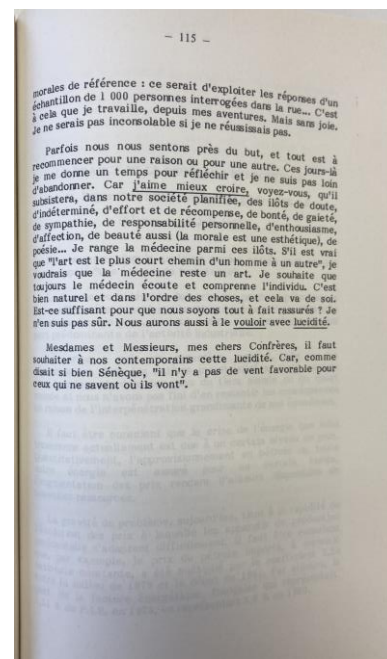 - 115 -
morales de référence : ce serait d'exploiter les réponses d'un
échantillon de 1 000 personnes interrogées dans la rue... C'est
à cela que je travaille, depuis mes aventures. Mais sans joie.
Je ne serais pas inconsolable si je ne réussissais pas.
Parfois nous nous sentons près du but, et tout est à
recommencer pour une raison ou pour une autre. Ces jours-là
je me donne un temps pour réfléchir et je ne suis pas loin
d'abandonner. Car j'aime mieux croire, voyez-vous, qu'il
subsistera, dans notre société planifiée, des ilôts de doute,
d'indéterminé, d'effort et de récompense, de bonté, de gaieté,
de sympathie, de responsabilité personnelle, d'enthousiasme,
d'affection, de beauté aussi (la morale est une esthétique), de
poésie... Je range la médecine parmi ces ilôts. S'il est vrai
que "l'art est le plus court chemin d'un homme à un autre", je
voudrais que la médecine reste un art. Je souhaite que
toujours le médecin écoute et comprenne l'individu. C'est
bien naturel et dans l'ordre des choses, et cela va de soi.
Est-ce suffisant pour que nous soyons tout à fait rassurés ? Je
n'en suis pas sûr. Nous aurons aussi à le vouloir avec lucidité.
Mesdames et Messieurs, mes chers Confrères, il faut
souhaiter à nos contemporains cette lucidité. Car, comme
disait si bien Sénèque, "il n'y a pas de vent favorable pour
ceux qui ne savent où ils vont".